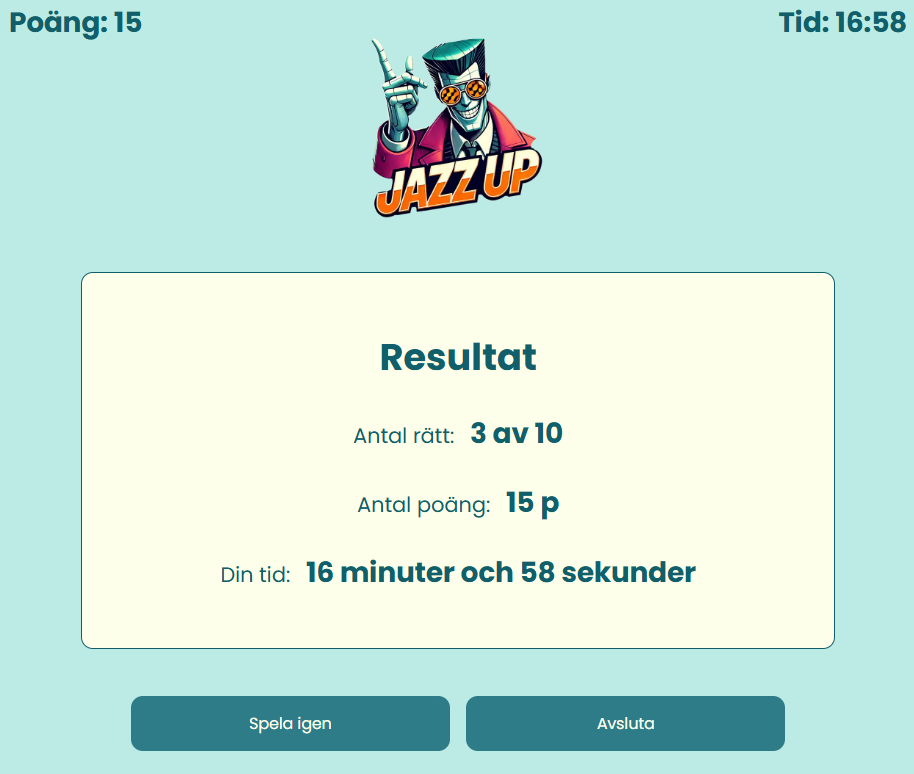 Poäng: 15
Tid: 16:58
JAZZ UP
Resultat
Antal rätt: 3 av 10
Antal poäng: 15 p
Din tid: 16 minuter och 58 sekunder
Spela igen
Avsluta